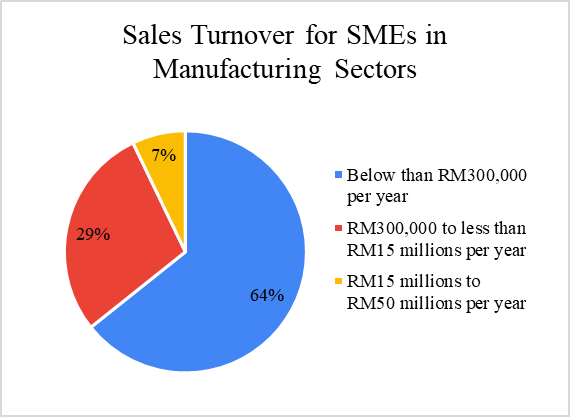 Sales Turnover for SMEs in
Manufacturing Sectors
7%
29%
64%
Below than RM300,000
per year
RM300,000 to less than
RM15 millions per year
RM15 millions to
RM50 millions per year